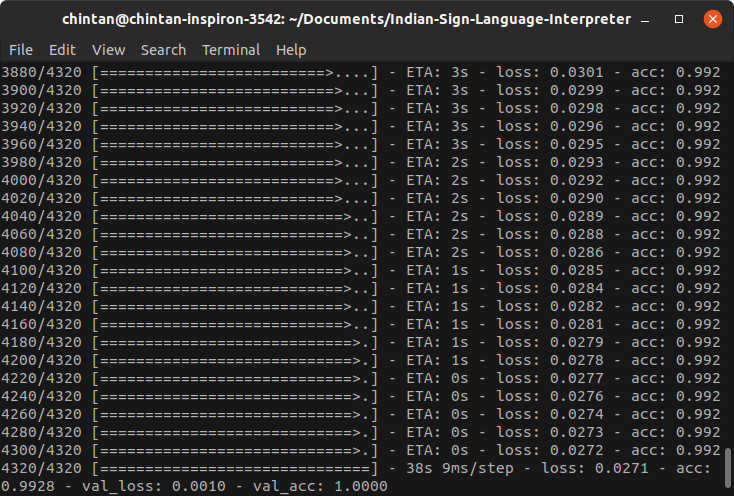 chintan@chintan-inspiron-3542: ~/Documents/Indian-Sign-Language-Interpreter
File Edit View Search Terminal Help
3880/4320 [=========================>....] - ETA: 3s - loss: 0.0301 - acc: 0.992
3900/4320 [==========================>...] - ETA: 3s - loss: 0.0299 - acc: 0.992
3920/4320 [==========================>...] - ETA: 3s - loss: 0.0298 - acc: 0.992
3940/4320 [==========================>...] - ETA: 3s - loss: 0.0296 - acc: 0.992
3960/4320 [==========================>...] - ETA: 3s - loss: 0.0295 - acc: 0.992
3980/4320 [==========================>...] - ETA: 2s - loss: 0.0293 - acc: 0.992
4000/4320 [==========================>...] - ETA: 2s - loss: 0.0292 - acc: 0.992
4020/4320 [==========================>...] - ETA: 2s - loss: 0.0290 - acc: 0.992
4040/4320 [===========================>..] - ETA: 2s - loss: 0.0289 - acc: 0.992
4060/4320 [===========================>..] - ETA: 2s - loss: 0.0288 - acc: 0.992
4080/4320 [===========================>..] - ETA: 2s - loss: 0.0286 - acc: 0.992
4100/4320 [===========================>..] - ETA: 1s - loss: 0.0285 - acc: 0.992
4120/4320 [===========================>..] - ETA: 1s - loss: 0.0284 - acc: 0.992
4140/4320 [===========================>..] - ETA: 1s - loss: 0.0282 - acc: 0.992
4160/4320 [===========================>..] - ETA: 1s - loss: 0.0281 - acc: 0.992
4180/4320 [============================>.] - ETA: 1s - loss: 0.0279 - acc: 0.992
4200/4320 [============================>.] - ETA: 1s - loss: 0.0278 - acc: 0.992
4220/4320 [============================>.] - ETA: 0s - loss: 0.0277 - acc: 0.992
4240/4320 [============================>.] - ETA: 0s - loss: 0.0276 - acc: 0.992
4260/4320 [============================>.] - ETA: 0s - loss: 0.0274 - acc: 0.992
4280/4320 [============================>.] - ETA: 0s - loss: 0.0273 - acc: 0.992
4300/4320 [============================>.] - ETA: 0s - loss: 0.0272 - acc: 0.992
4320/4320 [==============================] - 38s 9ms/step - loss: 0.0271 - acc:
0.9928 - val_loss: 0.0010 - val_acc: 1.0000